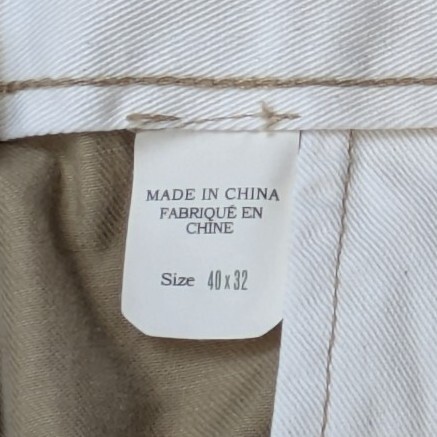 MADE IN CHINA
FABRIQUÉ EN
CHINE
Size 40 x 32